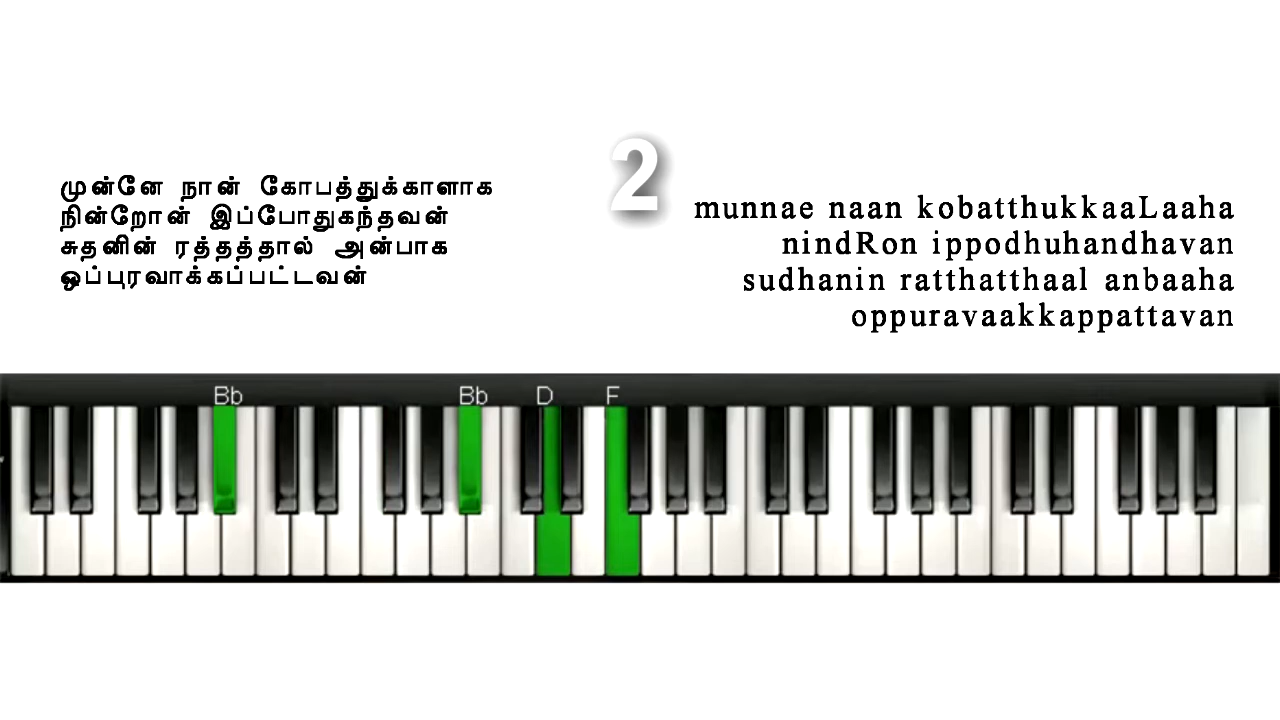 2
முன்னே நான் கோபத்துக்காளாக
நின்றோன் இப்போதுகந்தவன்
சுதனின் ரத்தத்தால் அன்பாக
ஒப்புரவாக்கப்பட்டவன்
munnae naan kobatthukkaaLaaha
nindRon ippodhuhandhavan
sudhanin ratthatthaal anbaaha
oppuravaakkappattavan
Bb Bb D F